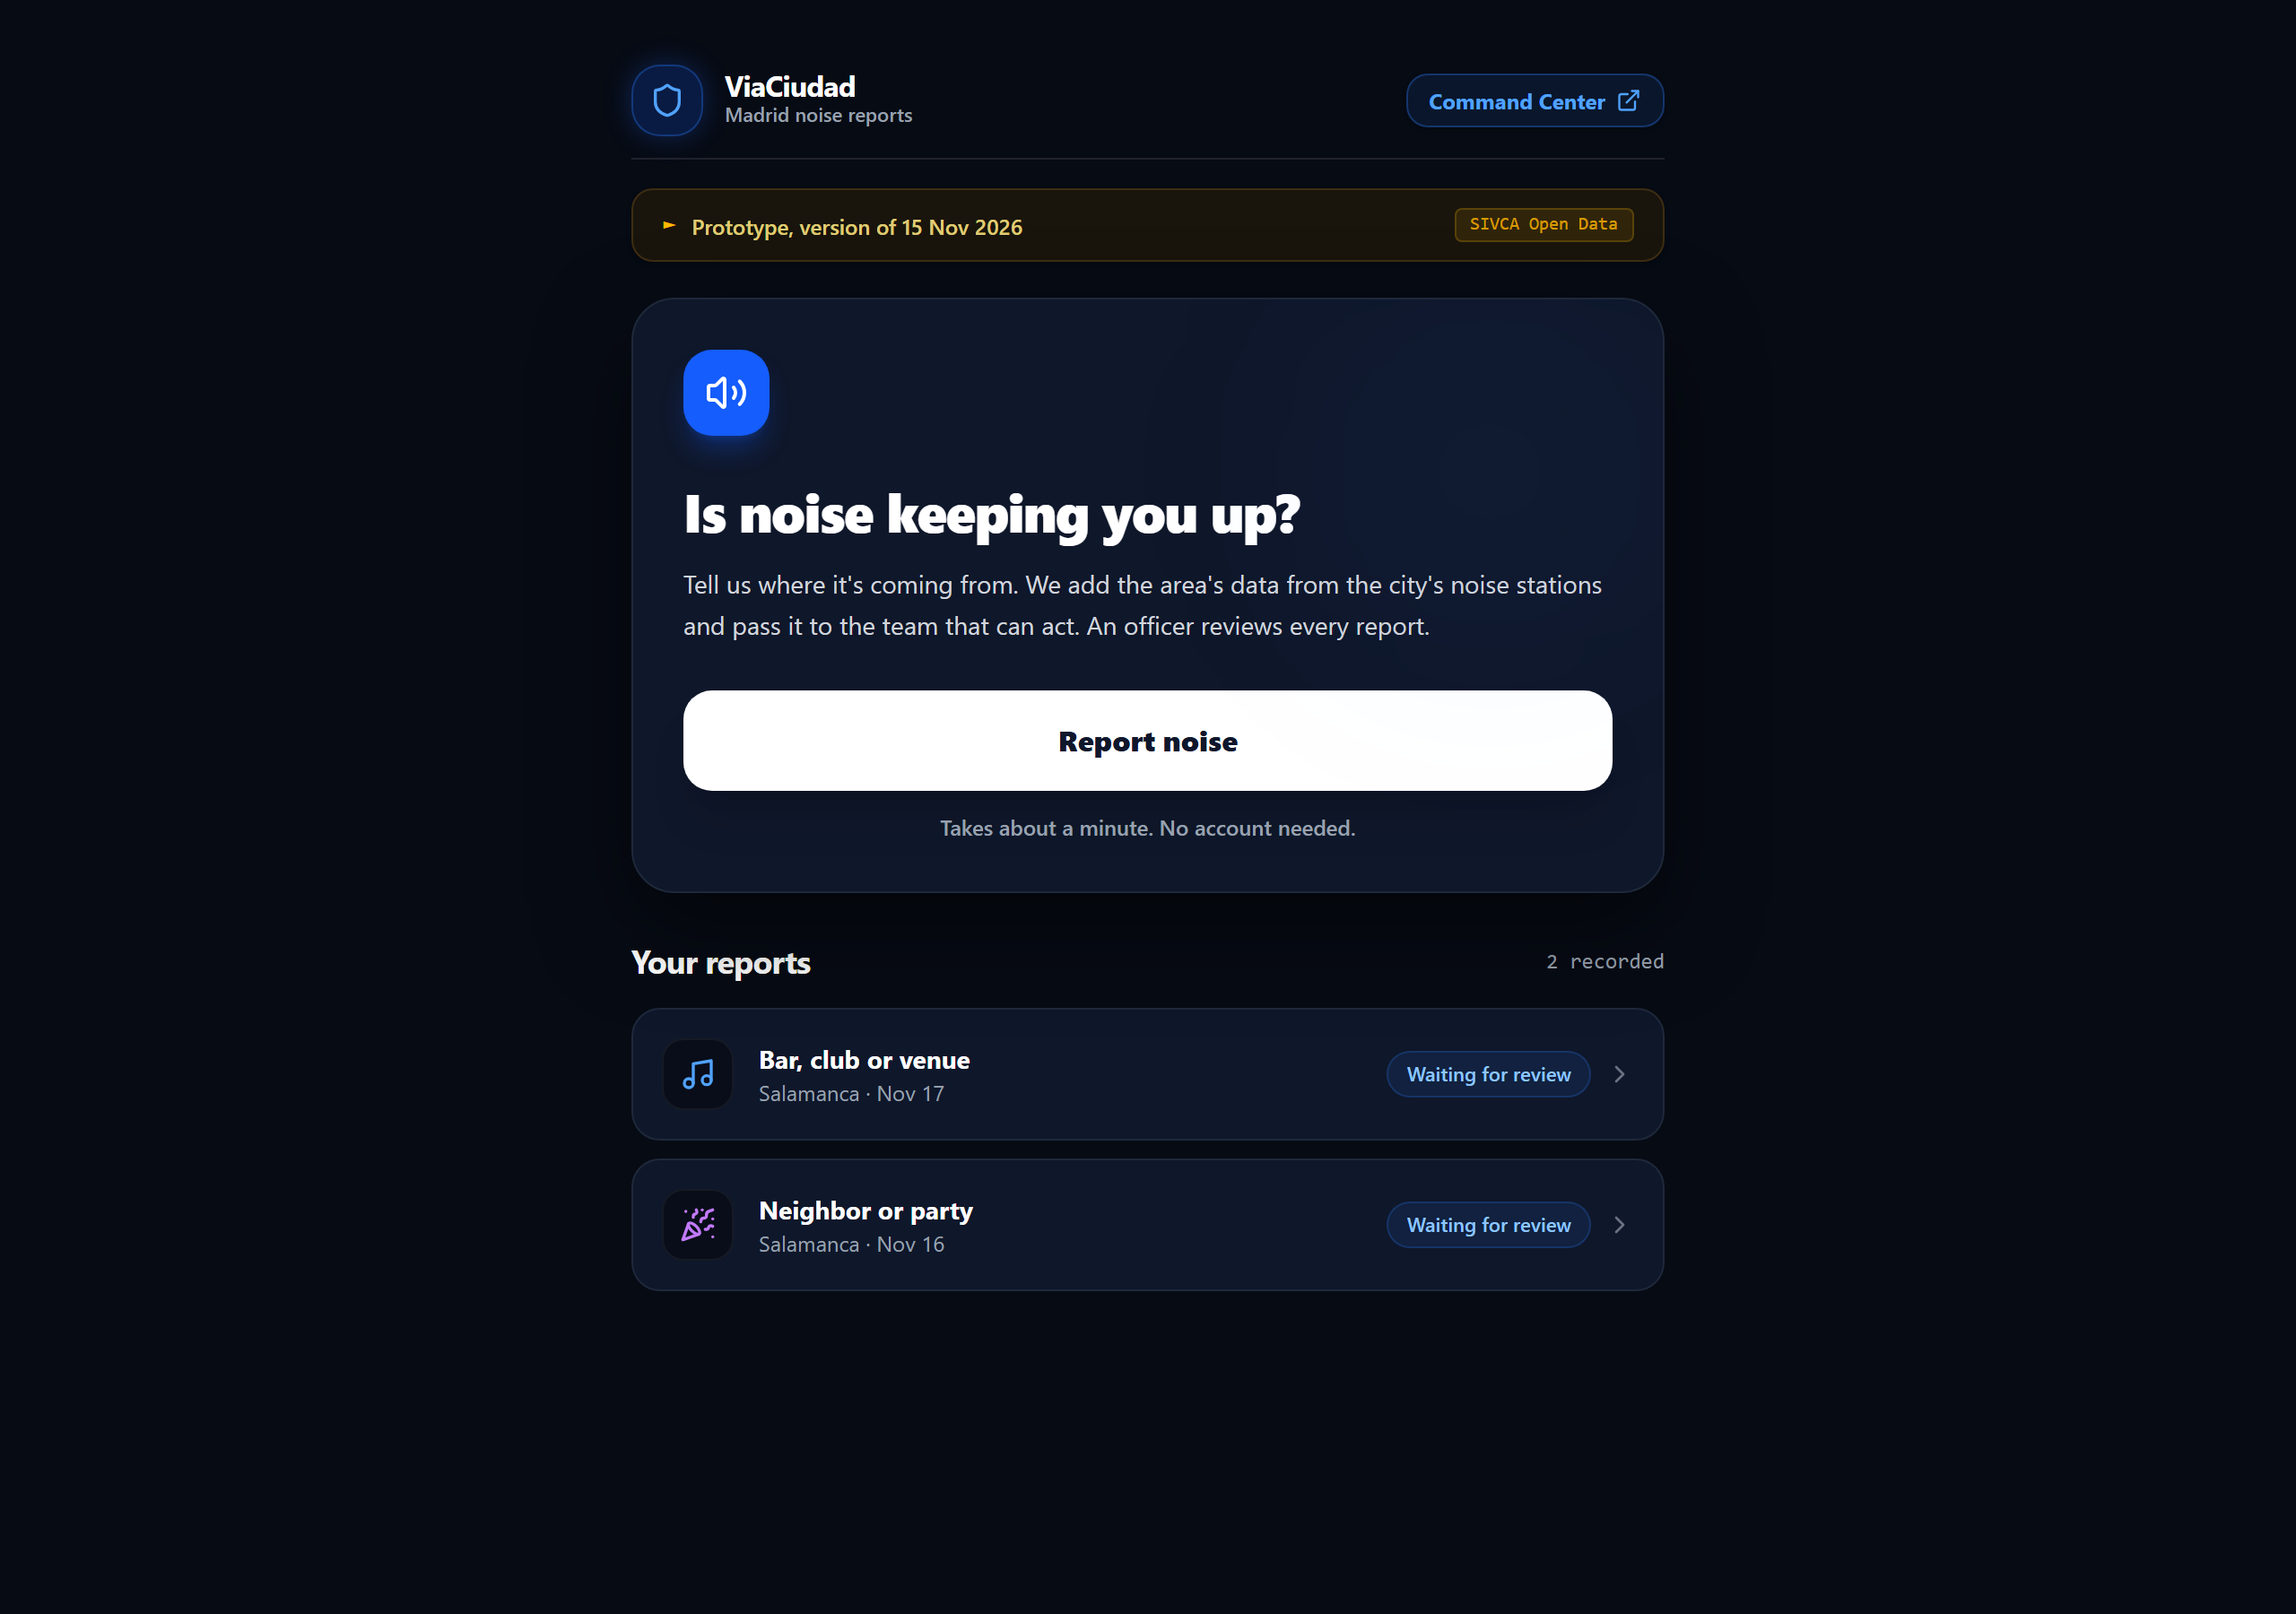 ViaCiudad
Madrid noise reports
Command Center
Prototype, version of 15 Nov 2026
SIVCA Open Data
Is noise keeping you up?
Tell us where it's coming from. We add the area's data from the city's noise stations
and pass it to the team that can act. An officer reviews every report.
Report noise
Takes about a minute. No account needed.
Your reports
2 recorded
Bar, club or venue
Salamanca · Nov 17
Waiting for review
Neighbor or party
Salamanca · Nov 16
Waiting for review